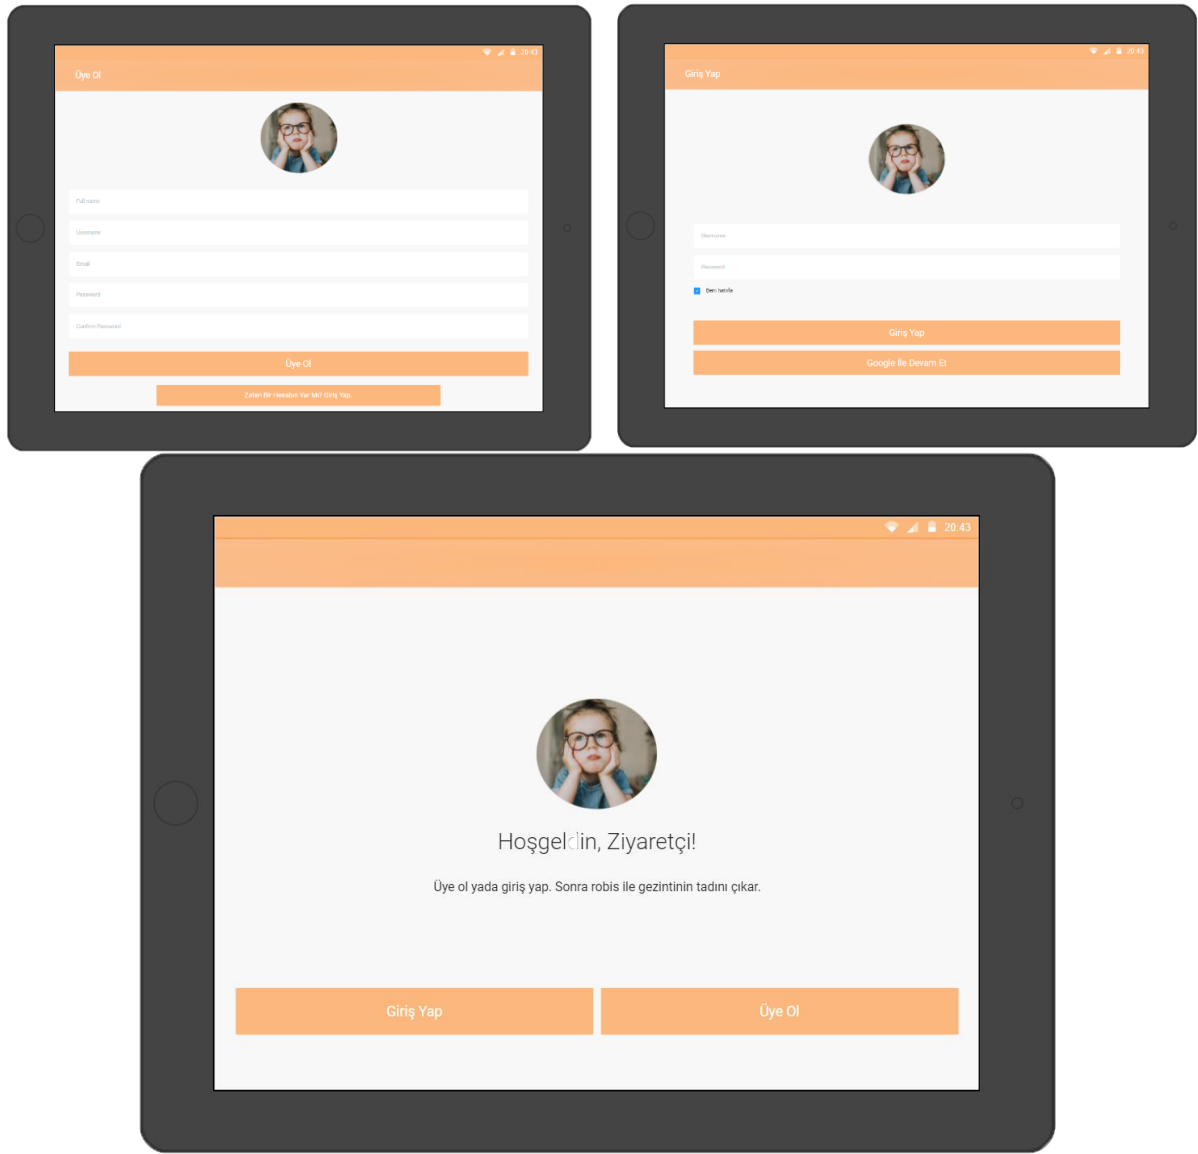 20:43
Üye Ol
Full name
Username
Email
Password
Confirm Password
Üye Ol
Zaten Bir Hesabın Var Mı? Giriş Yap.
20:43
Giriş Yap
Username
Password
Beni hatırla
Giriş Yap
Google İle Devam Et
20:43
Hoşgeldin, Ziyaretçi!
Üye ol yada giriş yap. Sonra robis ile gezintinin tadını çıkar.
Giriş Yap
Üye Ol